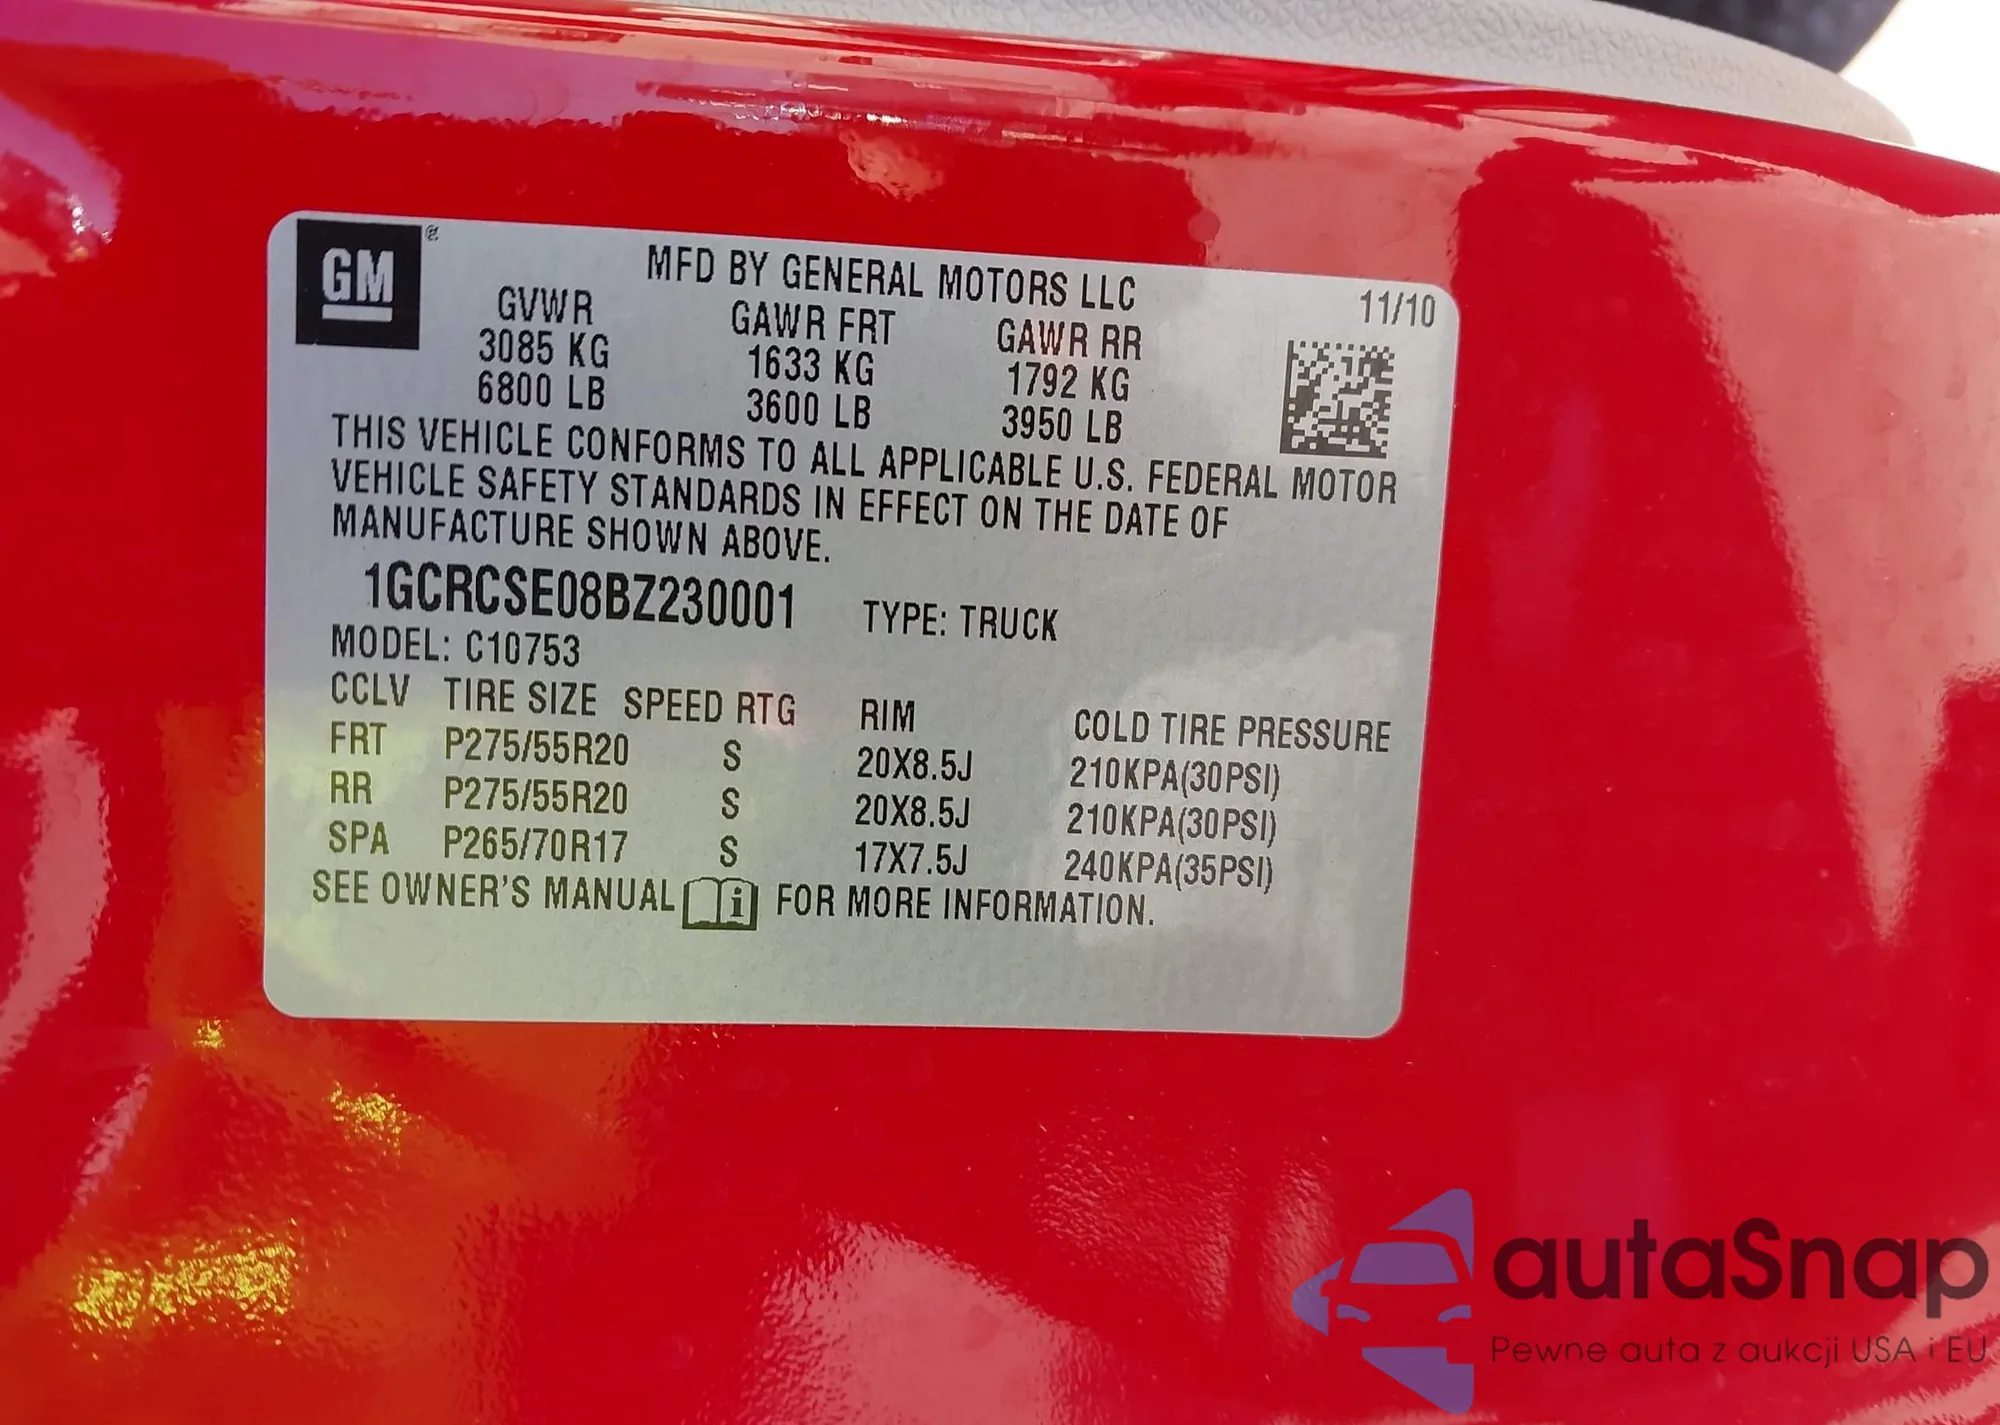 GM
MFD BY GENERAL MOTORS LLC 11/10
GVWR GAWR FRT GAWR RR
3085 KG 1633 KG 1792 KG
6800 LB 3600 LB 3950 LB
THIS VEHICLE CONFORMS TO ALL APPLICABLE U.S. FEDERAL MOTOR
VEHICLE SAFETY STANDARDS IN EFFECT ON THE DATE OF
MANUFACTURE SHOWN ABOVE.
1GCRCSE08BZ230001 TYPE: TRUCK
MODEL: C10753
CCLV TIRE SIZE SPEED RTG RIM COLD TIRE PRESSURE
FRT P275/55R20 S 20X8.5J 210KPA(30PSI)
RR P275/55R20 S 20X8.5J 210KPA(30PSI)
SPA P265/70R17 S 17X7.5J 240KPA(35PSI)
SEE OWNER'S MANUAL i FOR MORE INFORMATION.
autaSnap
Pewne auta z aukcji USA i EU